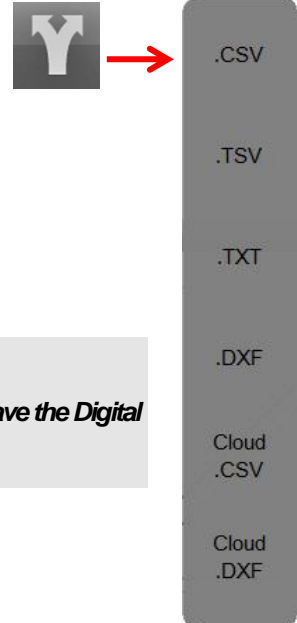 .CSV
.TSV
.TXT
.DXF
ave the Digital
Cloud
.CSV
Cloud
.DXF